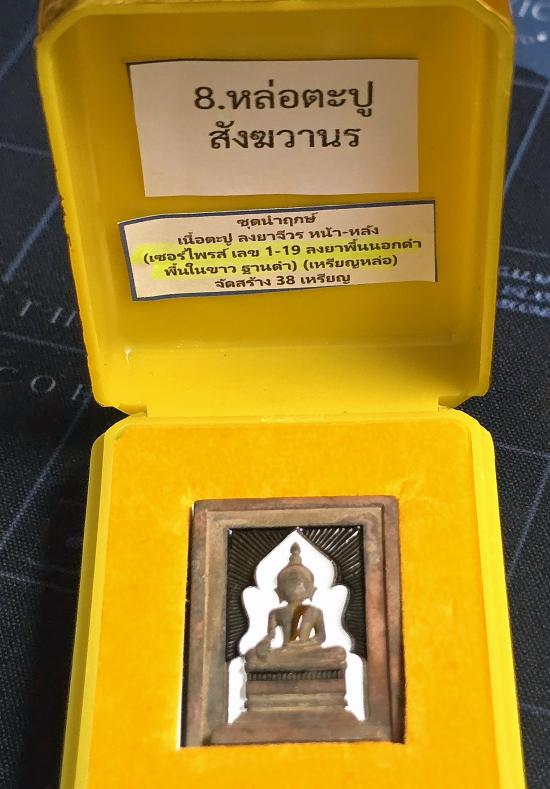 8.หล่อตะปู
สังฆวานร
ชุดนำฤกษ์
เนื้อตะปู ลงยาจีวร หน้า-หลัง
(เซอร์ไพรส์ เลข 1-19 ลงยาพื้นนอกดำ
พื้นในขาว ฐานดำ) (เหรียญหล่อ)
จัดสร้าง 38 เหรียญ